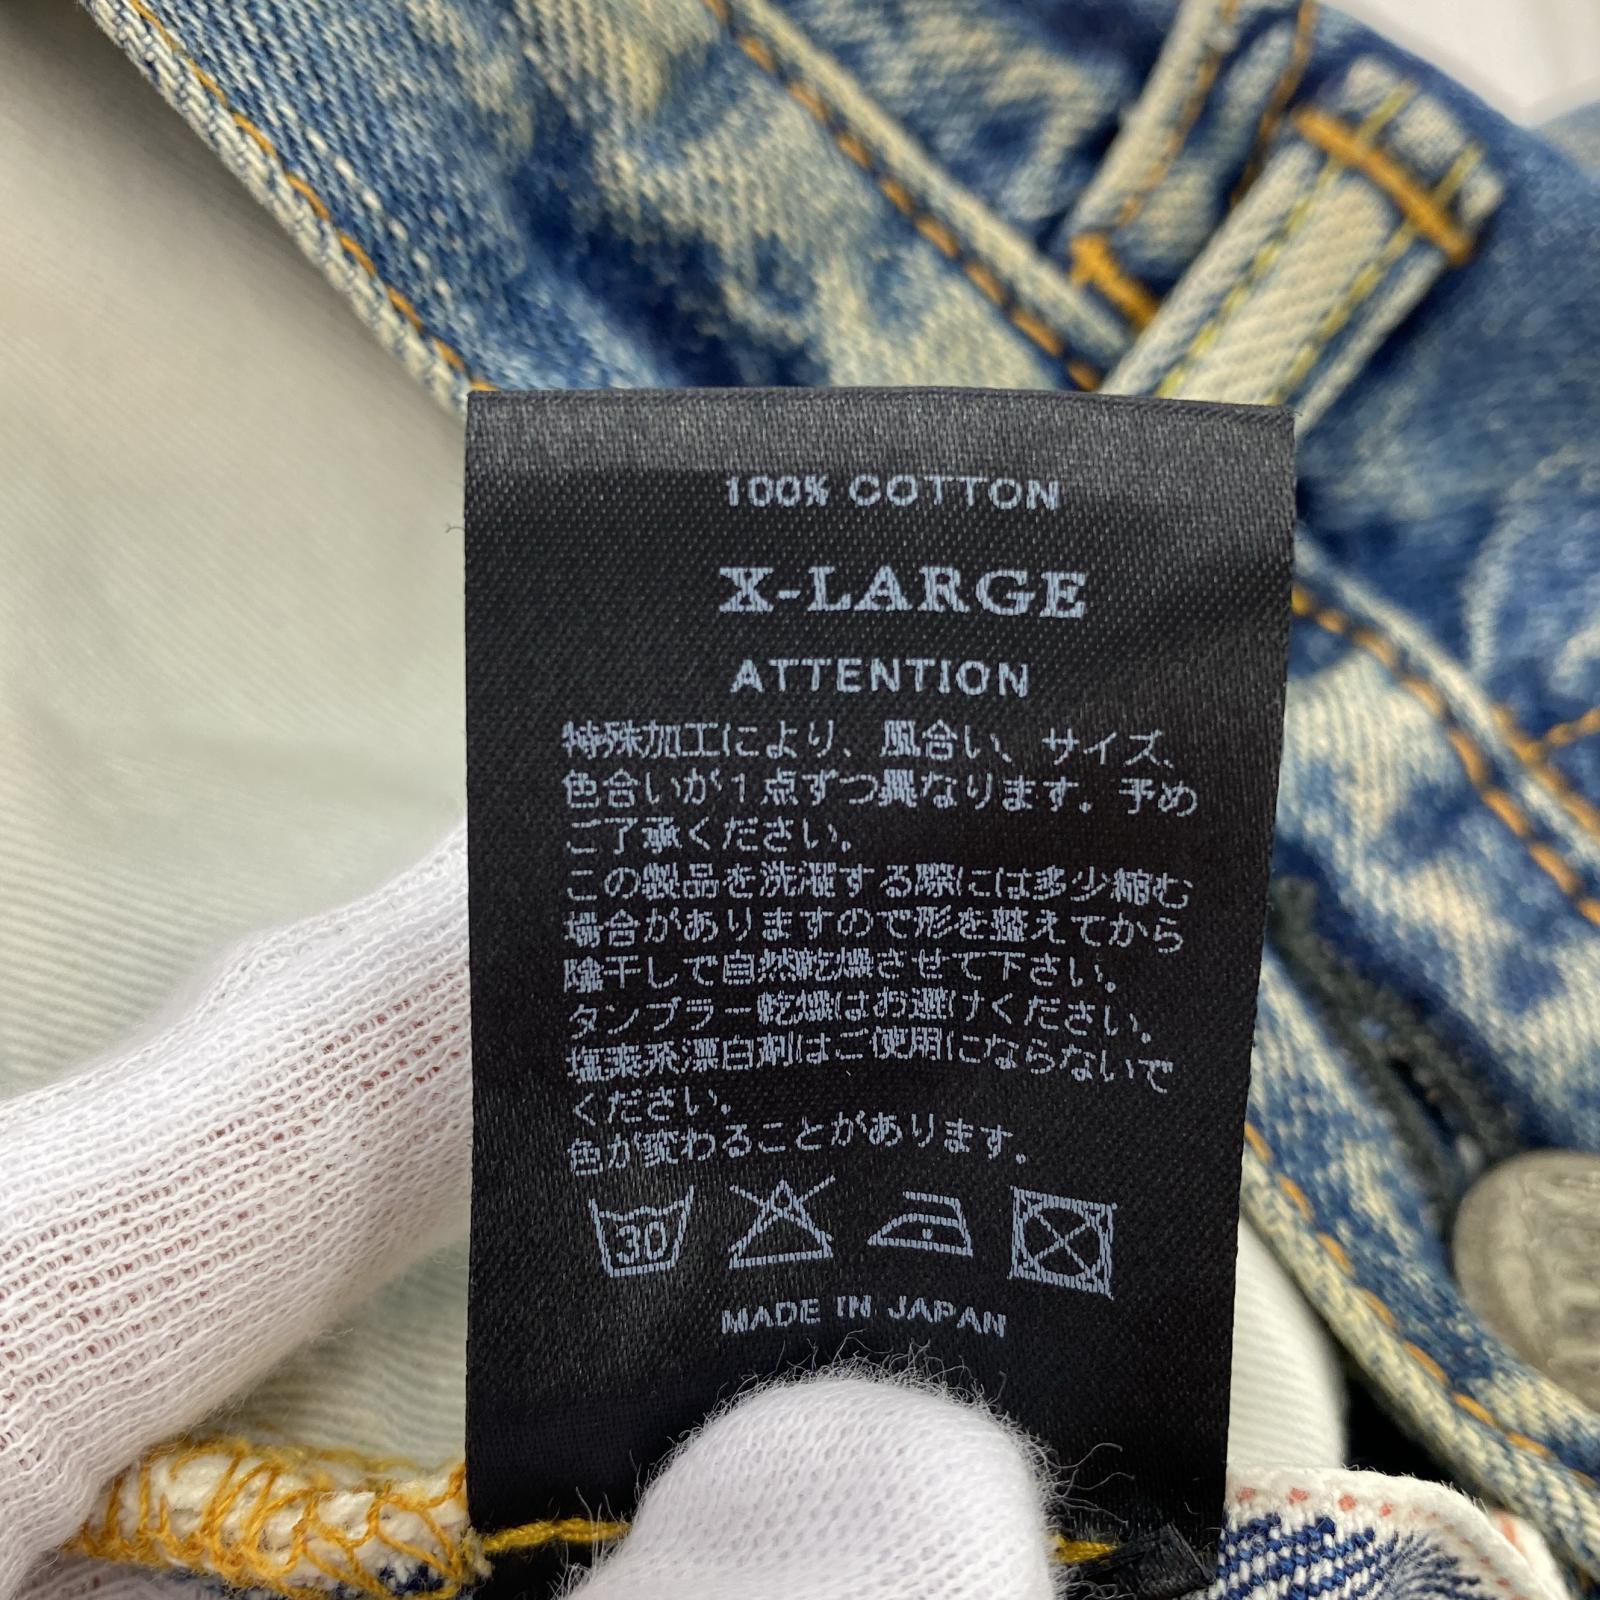 100% COTTON
X-LARGE
ATTENTION
特殊加工により、風合い、サイズ、
色合いが1点ずつ異なります。予め
ご了承ください。
この製品を洗濯する際には多少縮む
場合がありますので形を整えてから
陰干しで自然乾燥させて下さい。
タンブラー乾燥はお避けください。
塩素系漂白剤はご使用にならないで
ください。
色が変わることがあります。
30
MADE IN JAPAN